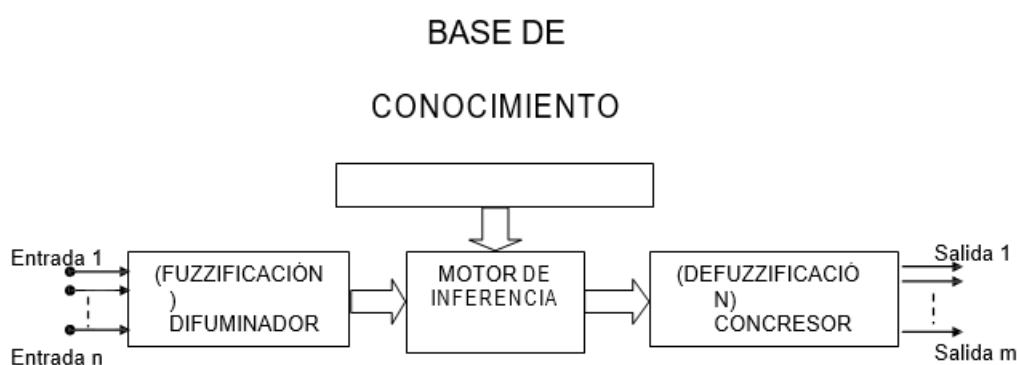 BASE DE
CONOCIMIENTO
Entrada 1
Entrada n
(FUZZIFICACIÓN
)
DIFUMINADOR
MOTOR DE
INFERENCIA
(DEFUZZIFICACIÓ
N)
CONCRESOR
Salida 1
Salida m